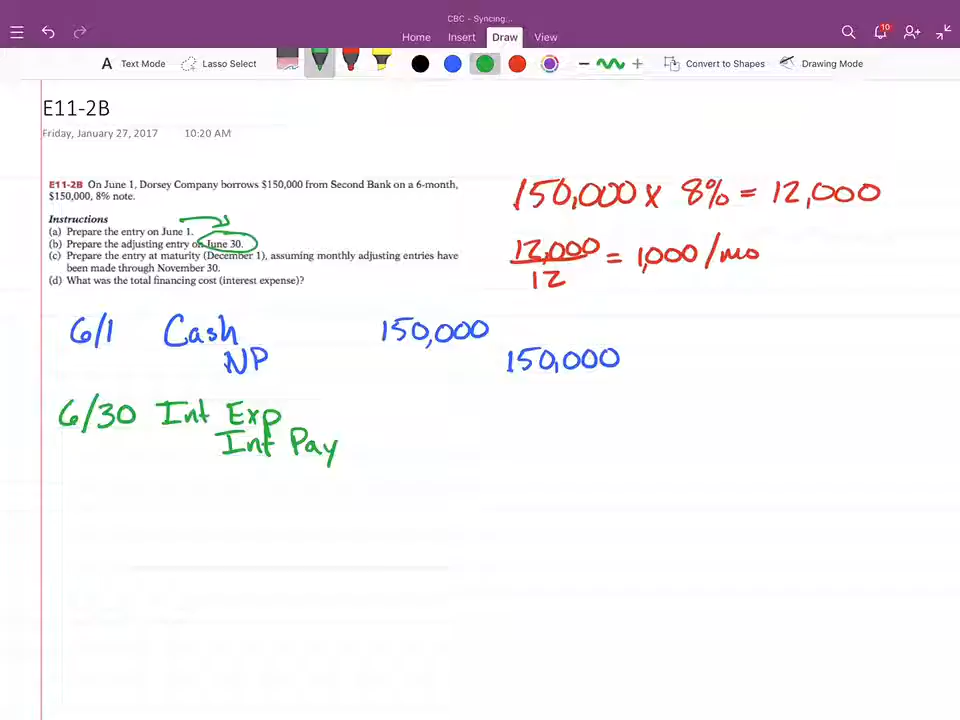 CBC - Syncing...
Home Insert Draw View
10
A Text Mode Lasso Select Convert to Shapes Drawing Mode
E11-2B
Friday, January 27, 2017 10:20 AM
E11-2B On June 1, Dorsey Company borrows $150,000 from Second Bank on a 6-month,
$150,000, 8% note.
Instructions
(a) Prepare the entry on June 1.
(b) Prepare the adjusting entry on June 30.
(c) Prepare the entry at maturity (December 1), assuming monthly adjusting entries have
been made through November 30.
(d) What was the total financing cost (interest expense)?
150,000 x 8% = 12,000
12,000
12
= 1,000/mo
6/1 Cash 150,000
NP 150,000
6/30 Int Exp
Int Pay